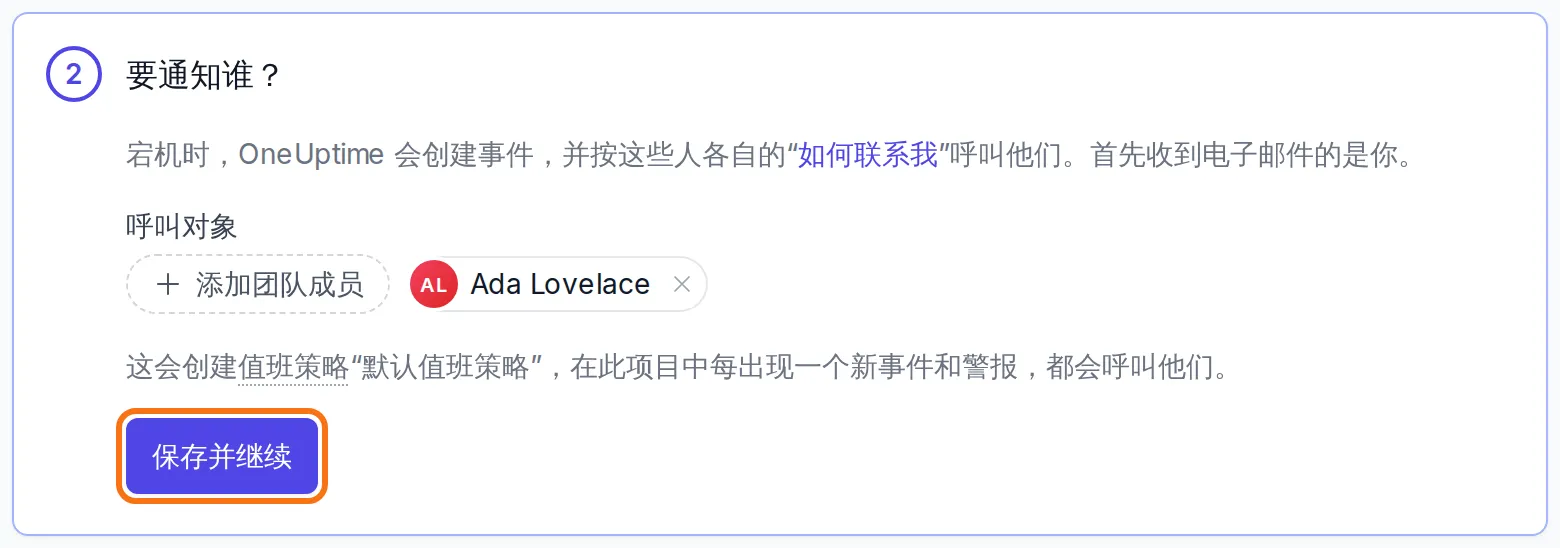 2 要通知谁？
宕机时，OneUptime 会创建事件，并按这些人各自的“如何联系我”呼叫他们。首先收到电子邮件的是你。
呼叫对象
+ 添加团队成员 AL Ada Lovelace ×
这会创建值班策略“默认值班策略”，在此项目中每出现一个新事件和警报，都会呼叫他们。
保存并继续